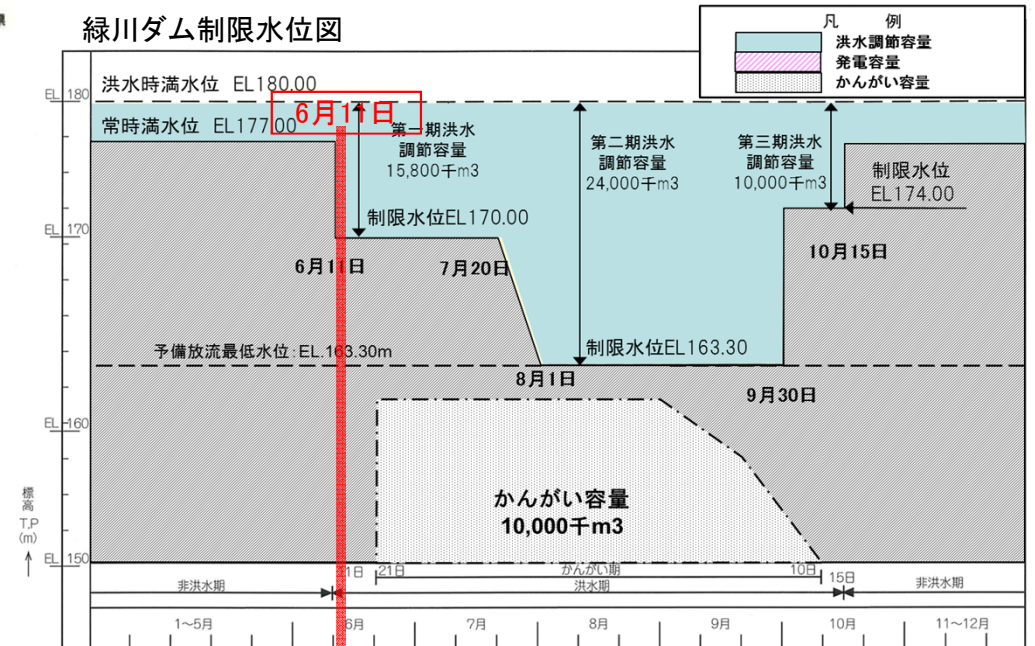 緑川ダム制限水位図
凡　例
洪水調節容量
発電容量
かんがい容量
洪水時満水位 EL180.00
EL 180
6月11日
常時満水位 EL177.00
第一期洪水
調節容量
15,800千m3
第二期洪水
調節容量
24,000千m3
第三期洪水
調節容量
10,000千m3
制限水位
EL174.00
制限水位EL170.00
EL 170
6月11日
7月20日
10月15日
予備放流最低水位：EL.163.30m
制限水位EL163.30
8月1日
9月30日
EL 160
かんがい容量
10,000千m3
標高
T.P
(m)
EL 150
11日
21日
かんがい期
10日
15日
非洪水期
洪水期
非洪水期
1～5月
6月
7月
8月
9月
10月
11～12月